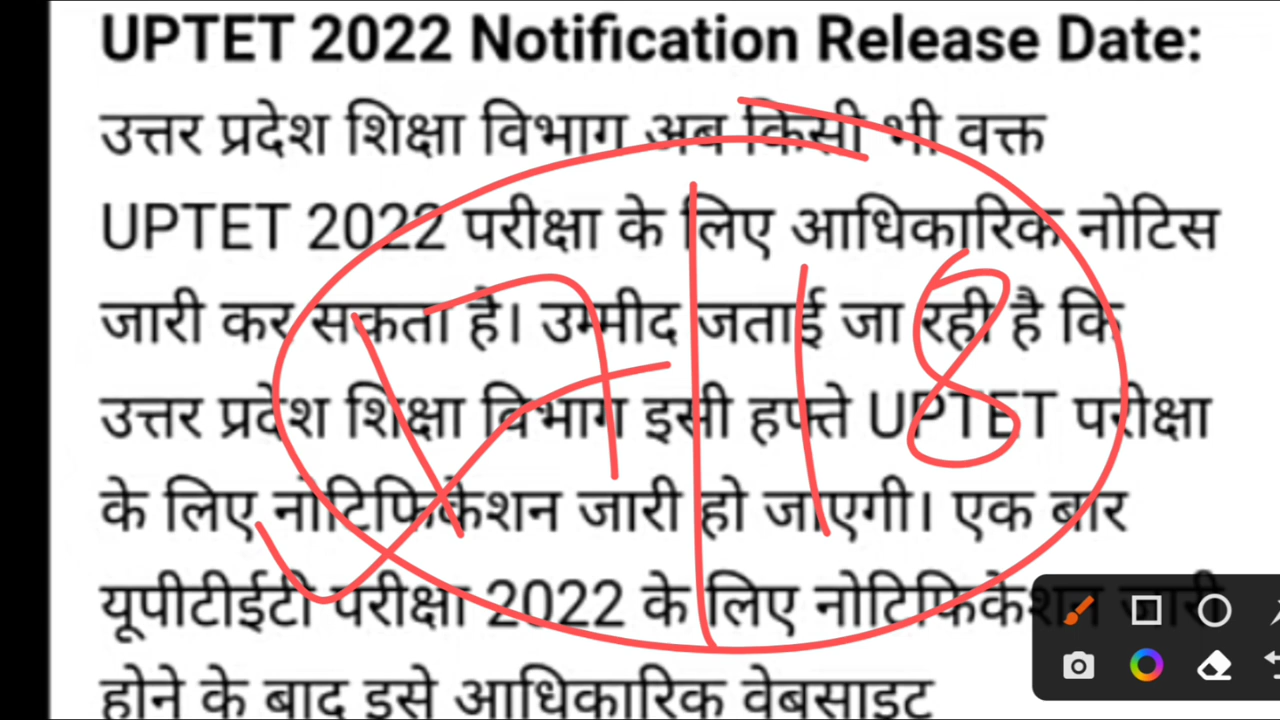 UPTET 2022 Notification Release Date:
उत्तर प्रदेश शिक्षा विभाग अब किसी भी वक्त
UPTET 2022 परीक्षा के लिए आधिकारिक नोटिस
जारी कर सकता है। उम्मीद जताई जा रही है कि
उत्तर प्रदेश शिक्षा विभाग इसी हफ्ते UPTET परीक्षा
के लिए नोटिफिकेशन जारी हो जाएगी। एक बार
यूपीटीईटी परीक्षा 2022 के लिए नोटिफिकेशन जारी
होने के बाद इसे आधिकारिक वेबसाइट
17 18